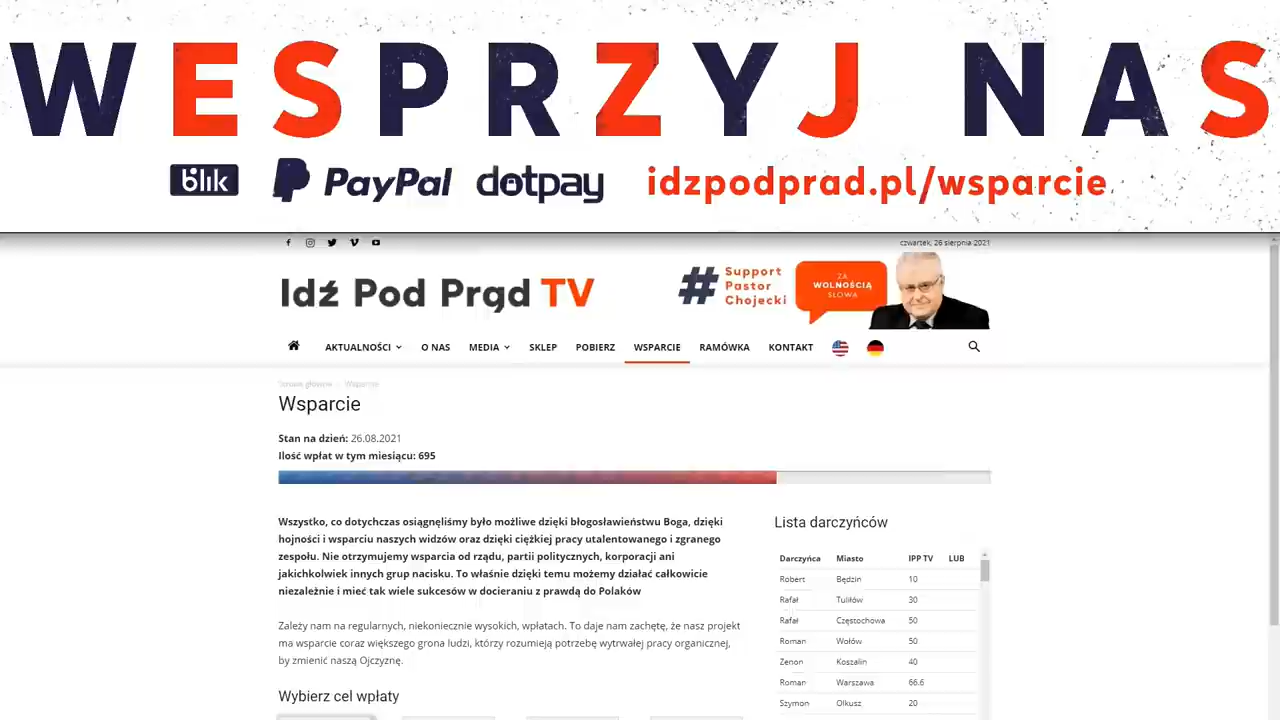 WESPRZYJ NAS
blik PayPal dotpay idzpodprad.pl/wsparcie
czwartek, 26 sierpnia 2021
Idź Pod Prąd TV
# Support
Pastor
Chojecki
ZA
WOLNOŚCIĄ
SŁOWA
AKTUALNOŚCI O NAS MEDIA SKLEP POBIERZ WSPARCIE RAMÓWKA KONTAKT
Strona główna Wsparcie
Wsparcie
Stan na dzień: 26.08.2021
Ilość wpłat w tym miesiącu: 695
Wszystko, co dotychczas osiągnęliśmy było możliwe dzięki błogosławieństwu Boga, dzięki
hojności i wsparciu naszych widzów oraz dzięki ciężkiej pracy utalentowanego i zgranego
zespołu. Nie otrzymujemy wsparcia od rządu, partii politycznych, korporacji ani
jakichkolwiek innych grup nacisku. To właśnie dzięki temu możemy działać całkowicie
niezależnie i mieć tak wiele sukcesów w docieraniu z prawdą do Polaków
Zależy nam na regularnych, niekoniecznie wysokich, wpłatach. To daje nam zachętę, że nasz projekt
ma wsparcie coraz większego grona ludzi, którzy rozumieją potrzebę wytrwałej pracy organicznej,
by zmienić naszą Ojczyznę.
Wybierz cel wpłaty
Lista darczyńców
Darczyńca Miasto IPP TV LUB
Robert Będzin 10
Rafał Tuliłów 30
Rafał Częstochowa 50
Roman Wołów 50
Zenon Koszalin 40
Roman Warszawa 66.6
Szymon Olkusz 20